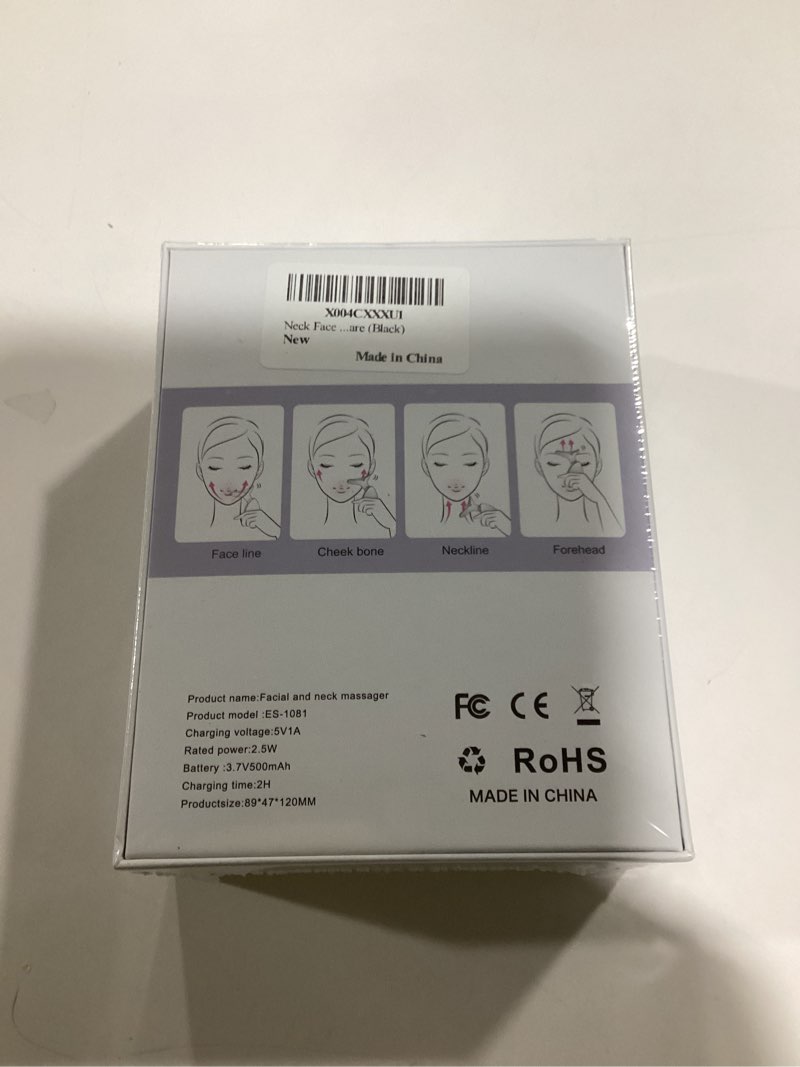 X004CXXXU1
Neck Face ...are (Black)
New
Made in China
Face line
Cheek bone
Neckline
Forehead
Product name:Facial and neck massager
Product model :ES-1081
Charging voltage:5V1A
Rated power:2.5W
Battery :3.7V500mAh
Charging time:2H
Productsize:89*47*120MM
FC CE
RoHS
MADE IN CHINA